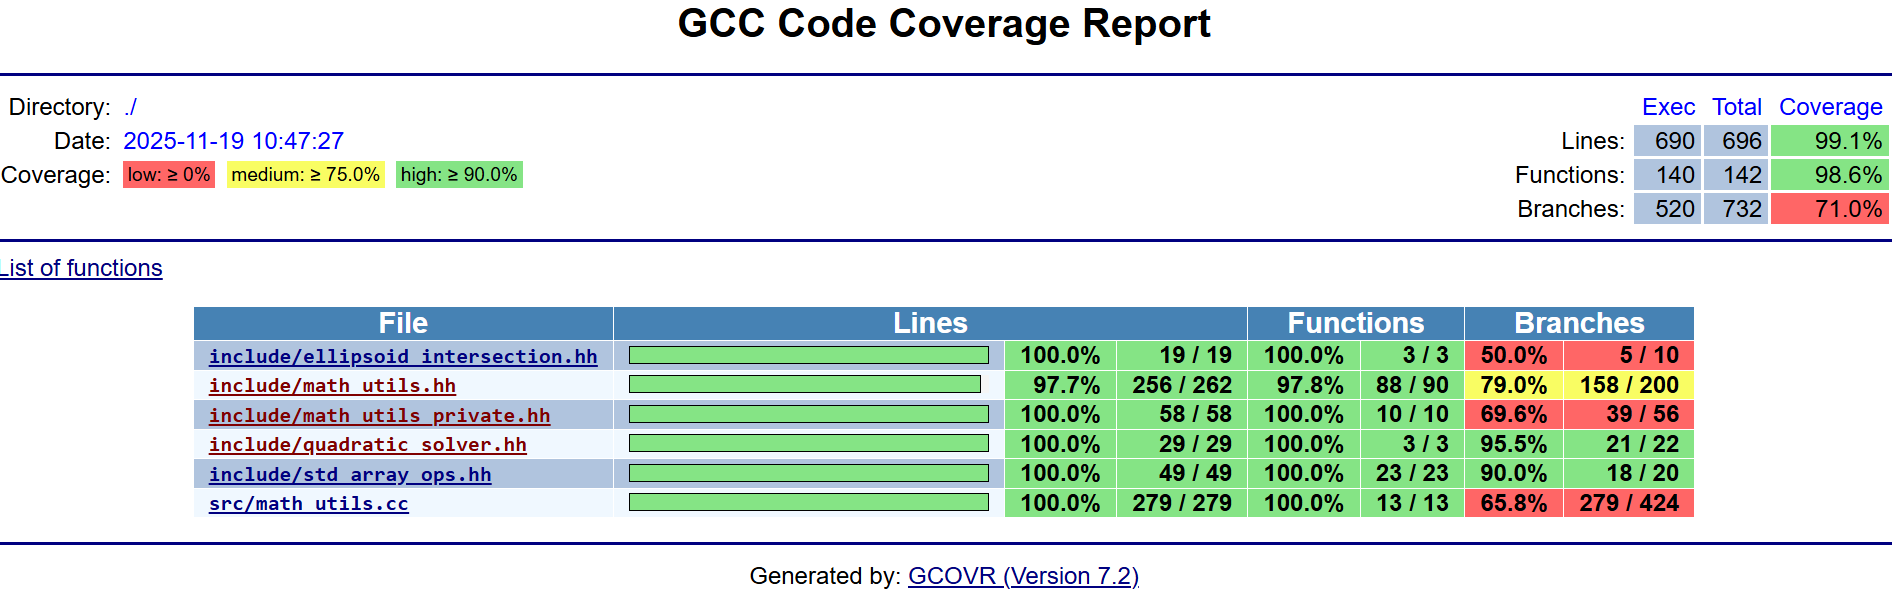 GCC Code Coverage Report
Directory: ./
Date: 2025-11-19 10:47:27
Coverage: low: ≥ 0% medium: ≥ 75.0% high: ≥ 90.0%
Exec Total Coverage
Lines: 690 696 99.1%
Functions: 140 142 98.6%
Branches: 520 732 71.0%
List of functions
File Lines Functions Branches
include/ellipsoid_intersection.hh 100.0% 19 / 19 100.0% 3 / 3 50.0% 5 / 10
include/math_utils.hh 97.7% 256 / 262 97.8% 88 / 90 79.0% 158 / 200
include/math_utils_private.hh 100.0% 58 / 58 100.0% 10 / 10 69.6% 39 / 56
include/quadratic_solver.hh 100.0% 29 / 29 100.0% 3 / 3 95.5% 21 / 22
include/std_array_ops.hh 100.0% 49 / 49 100.0% 23 / 23 90.0% 18 / 20
src/math_utils.cc 100.0% 279 / 279 100.0% 13 / 13 65.8% 279 / 424
Generated by: GCOVR (Version 7.2)